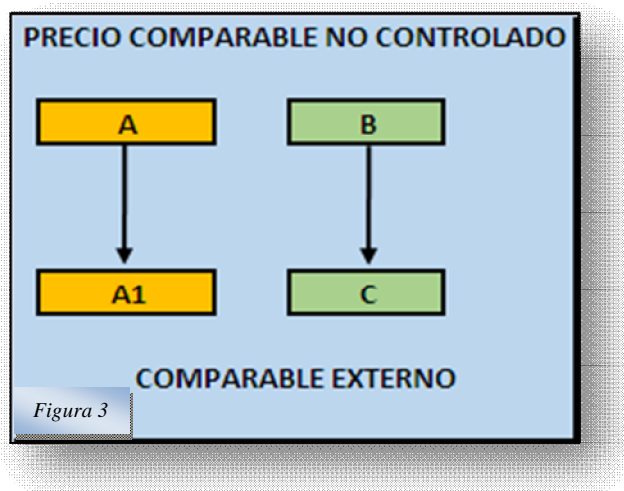 PRECIO COMPARABLE NO CONTROLADO
A B
A1 C
COMPARABLE EXTERNO
Figura 3